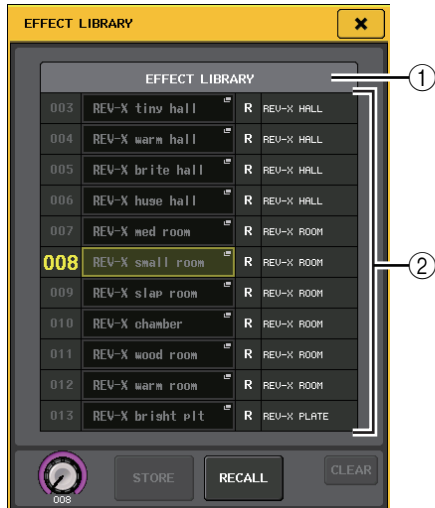 EFFECT LIBRARY
EFFECT LIBRARY
1
003 REV-X tiny hall R REV-X HALL
004 REV-X warm hall R REV-X HALL
005 REV-X brite hall R REV-X HALL
006 REV-X huge hall R REV-X HALL
007 REV-X med room R REV-X ROOM
008 REV-X small room R REV-X ROOM
2
009 REV-X slap room R REV-X ROOM
010 REV-X chamber R REV-X ROOM
011 REV-X wood room R REV-X ROOM
012 REV-X warm room R REV-X ROOM
013 REV-X bright plt R REV-X PLATE
STORE
RECALL
CLEAR
008